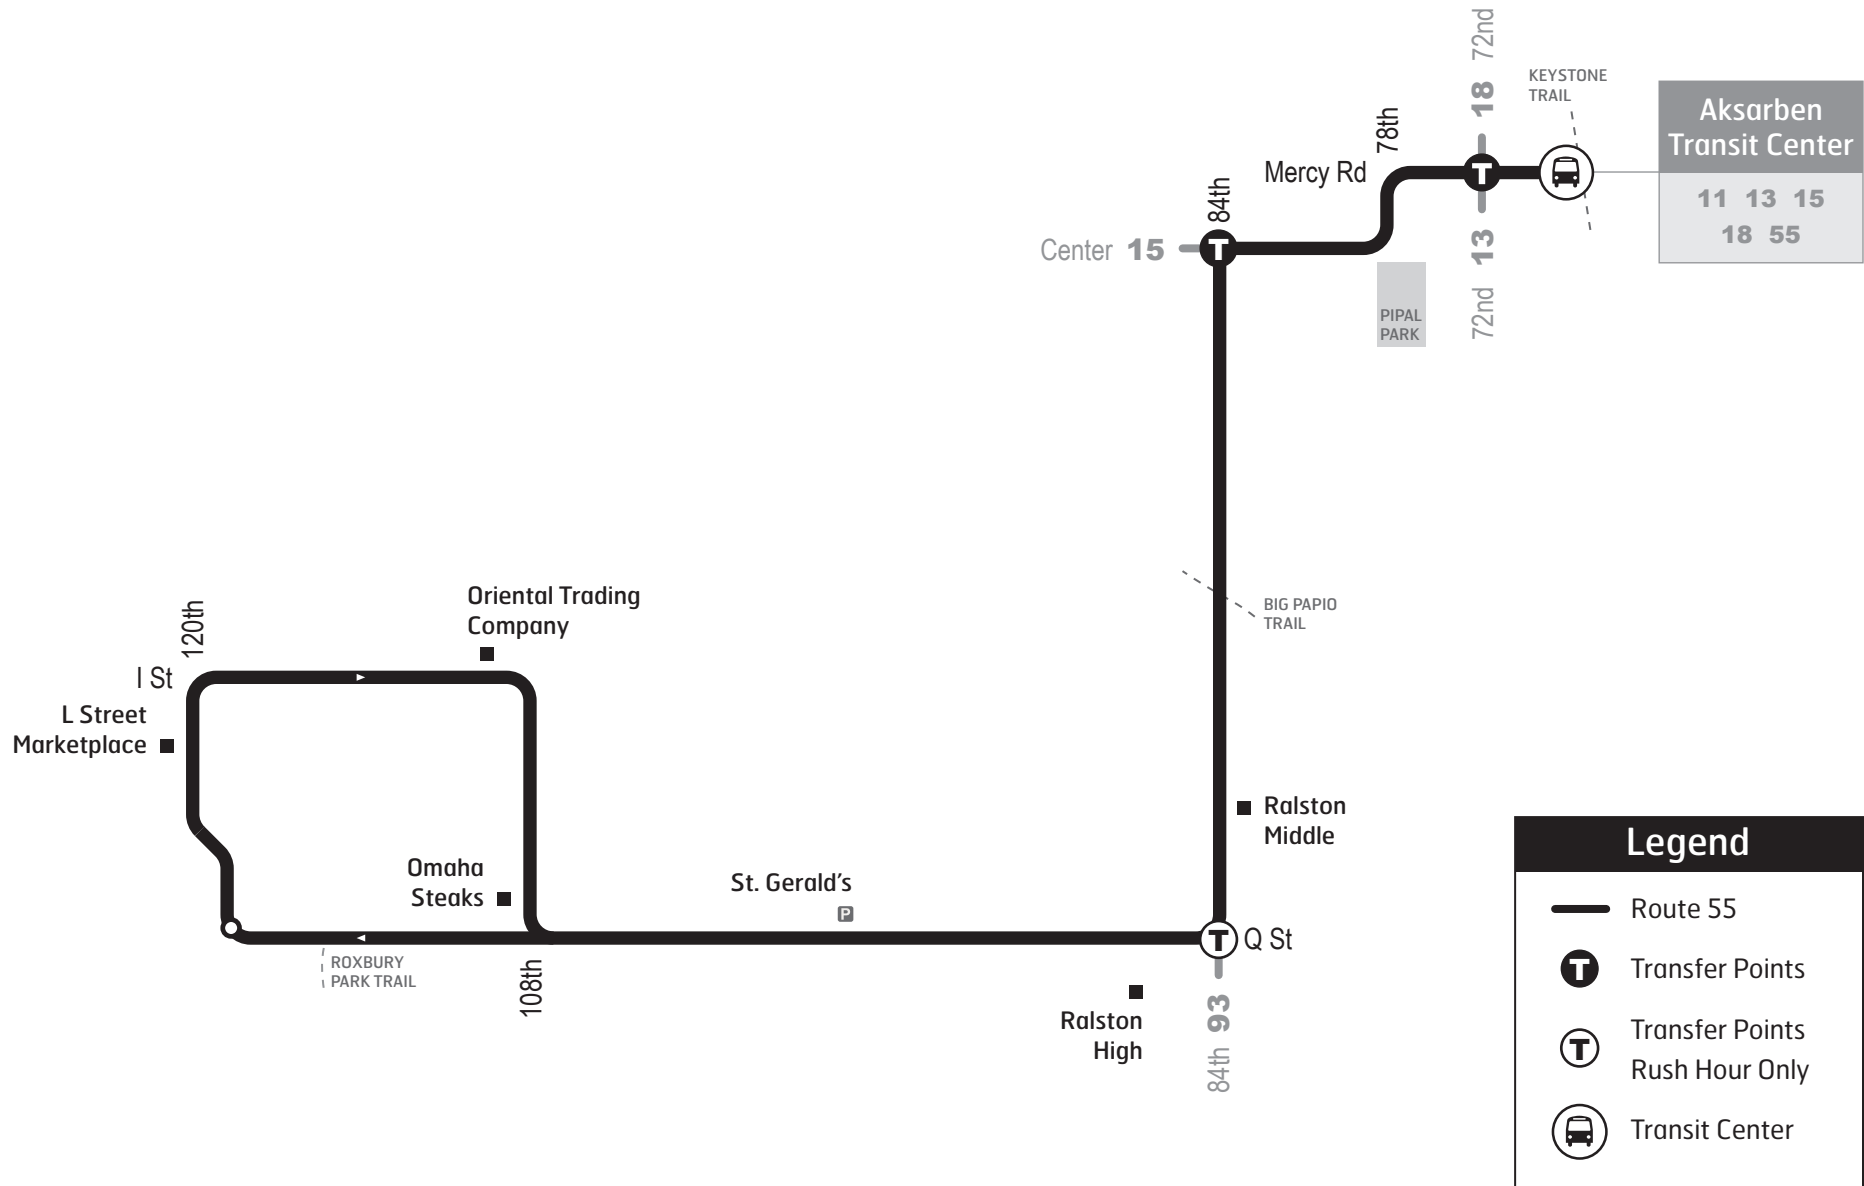 72nd
18
KEYSTONE
TRAIL
Aksarben
Transit Center
11 13 15
18 55
78th
Mercy Rd
T
84th
Center 15
T
13
72nd
PIPAL
PARK
BIG PAPIO
TRAIL
Oriental Trading
Company
120th
I St
L Street
Marketplace
Ralston
Middle
Omaha
Steaks
St. Gerald's
P
T
Q St
ROXBURY
PARK TRAIL
108th
Ralston
High
93
84th
Legend
Route 55
T
Transfer Points
T
Transfer Points
Rush Hour Only
Transit Center